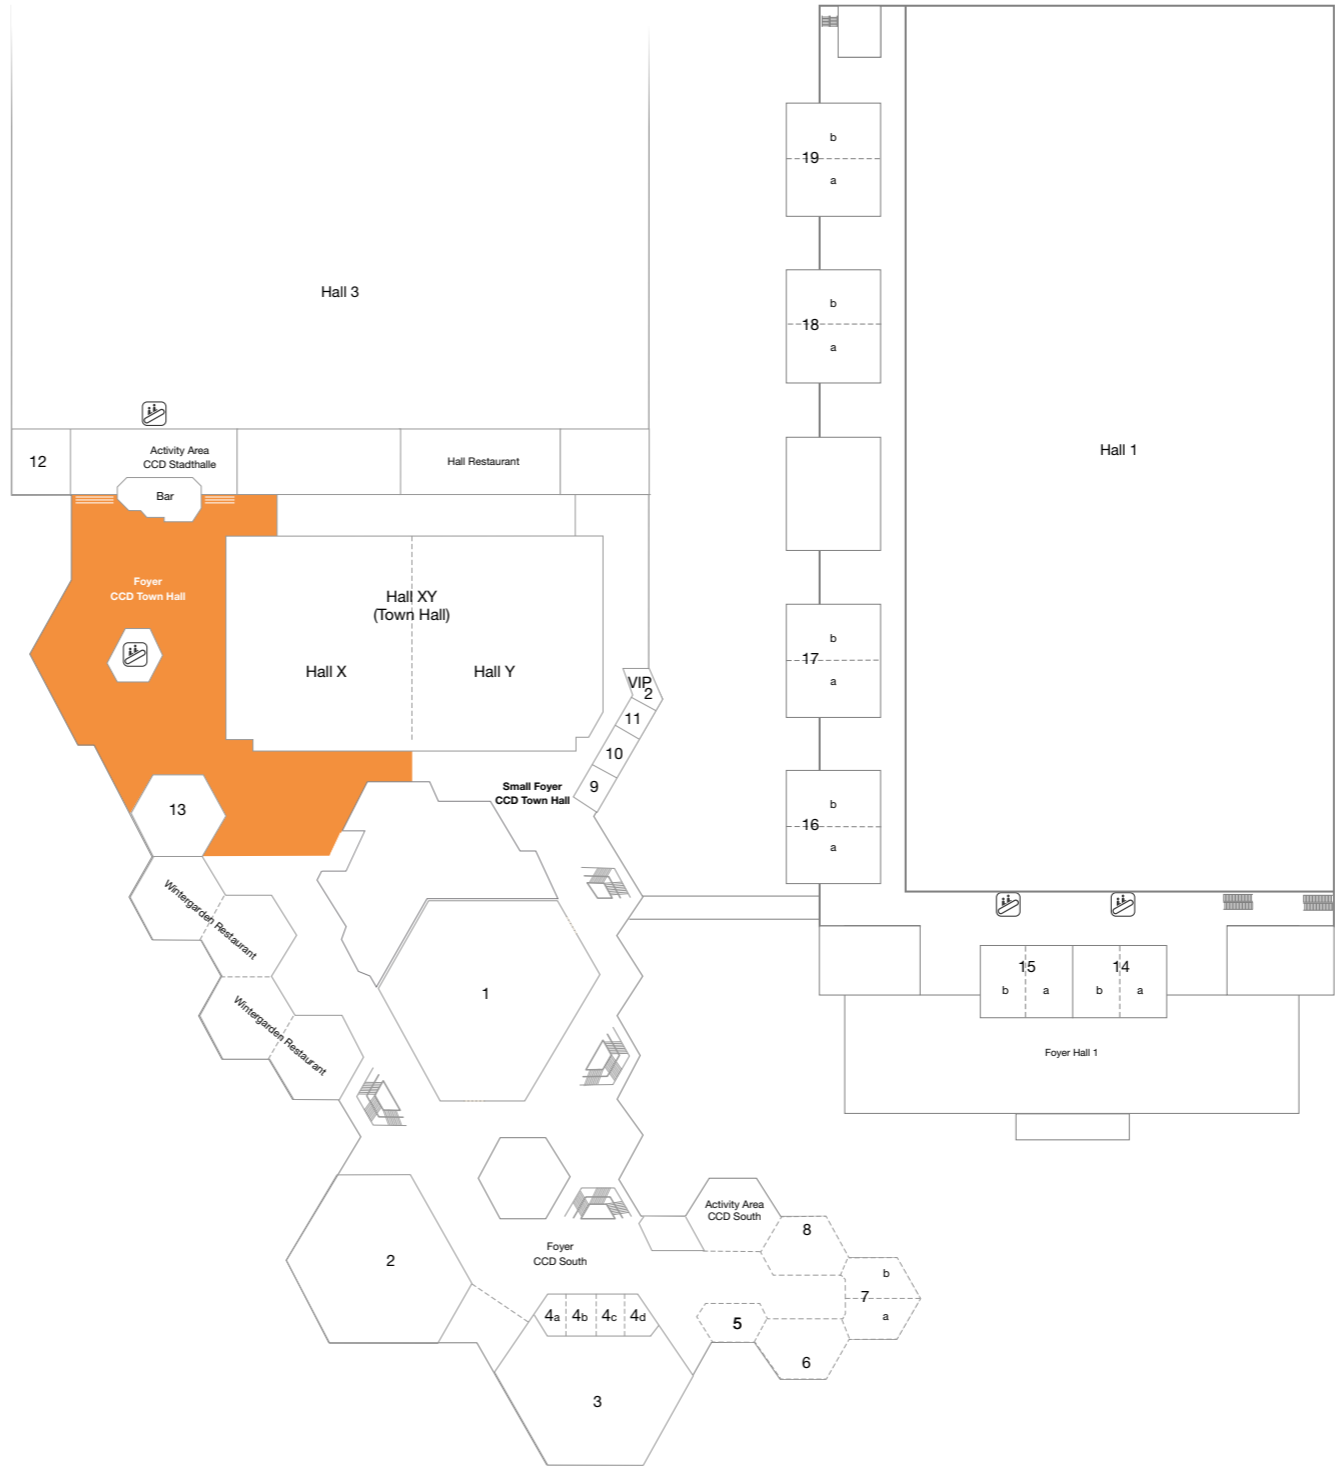 b
19
a
Hall 3
b
18
a
Hall 1
12
Activity Area
CCD Stadthalle
Hall Restaurant
Bar
Foyer
CCD Town Hall
Hall XY
(Town Hall)
Hall X
Hall Y
b
17
a
VIP
2
11
10
9
Small Foyer
CCD Town Hall
13
b
16
a
Wintergarden Restaurant
15
14
b
a
b
a
1
Wintergarden Restaurant
Foyer Hall 1
Activity Area
CCD South
8
2
Foyer
CCD South
b
7
a
4a
4b
4c
4d
5
6
3